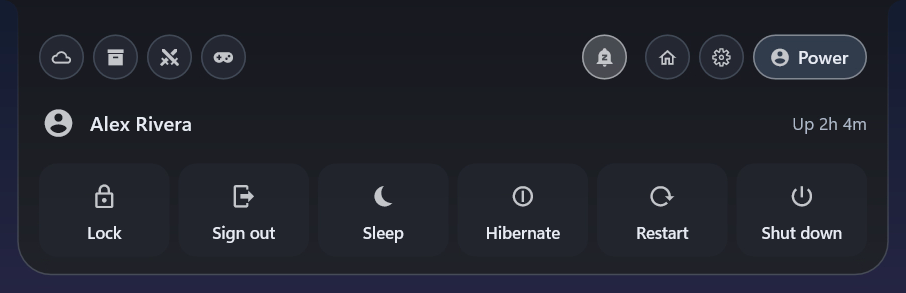 Power
Alex Rivera
Up 2h 4m
Lock
Sign out
Sleep
Hibernate
Restart
Shut down